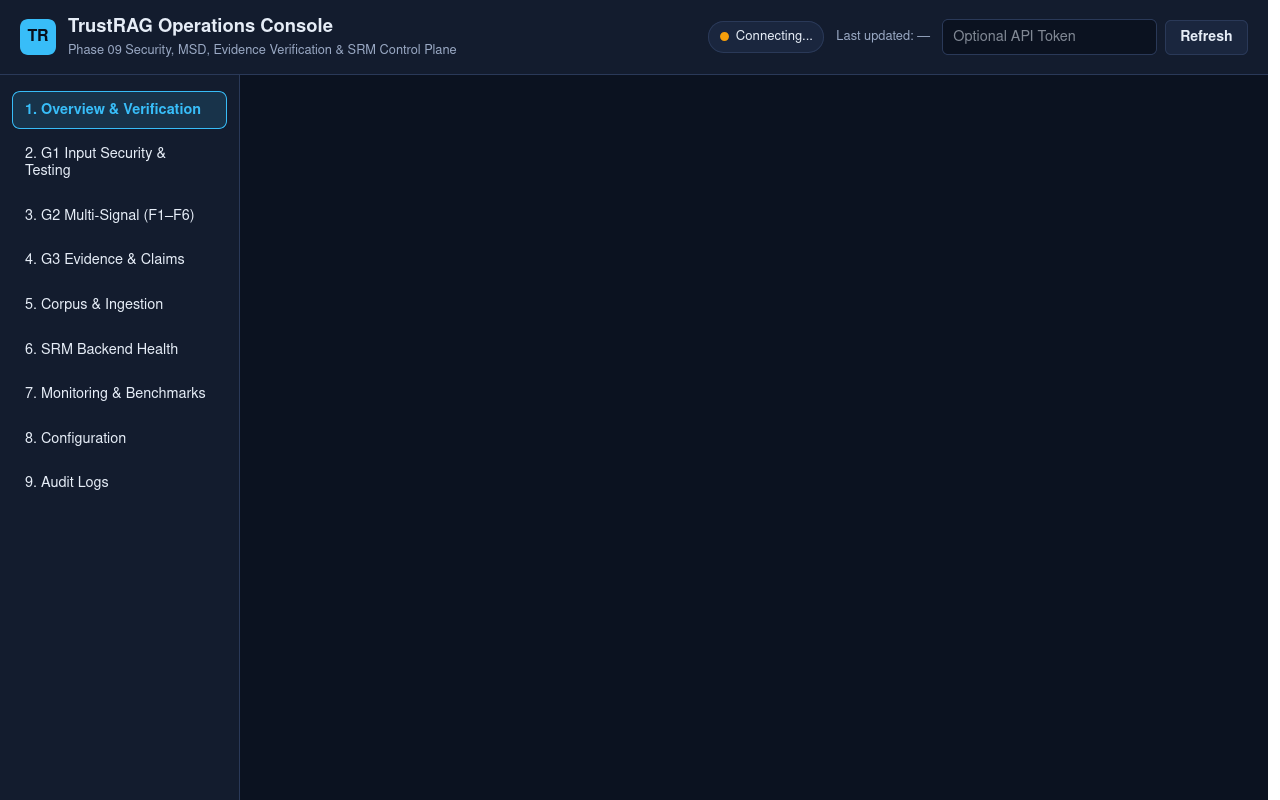 TR
TrustRAG Operations Console
Phase 09 Security, MSD, Evidence Verification & SRM Control Plane
Connecting...
Last updated: —
Optional API Token
Refresh
1. Overview & Verification
2. G1 Input Security &
Testing
3. G2 Multi-Signal (F1–F6)
4. G3 Evidence & Claims
5. Corpus & Ingestion
6. SRM Backend Health
7. Monitoring & Benchmarks
8. Configuration
9. Audit Logs